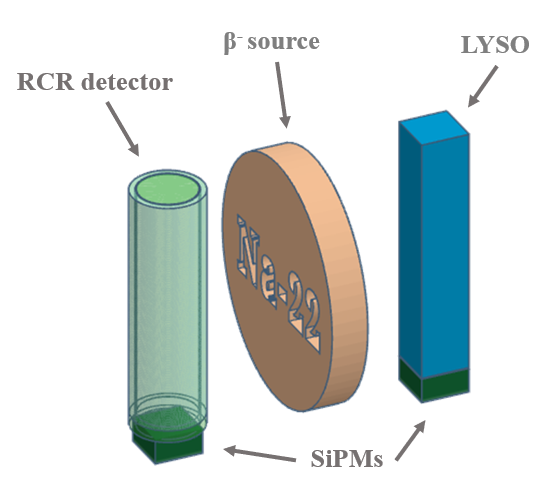 β- source
LYSO
RCR detector
Na-22
SiPMs